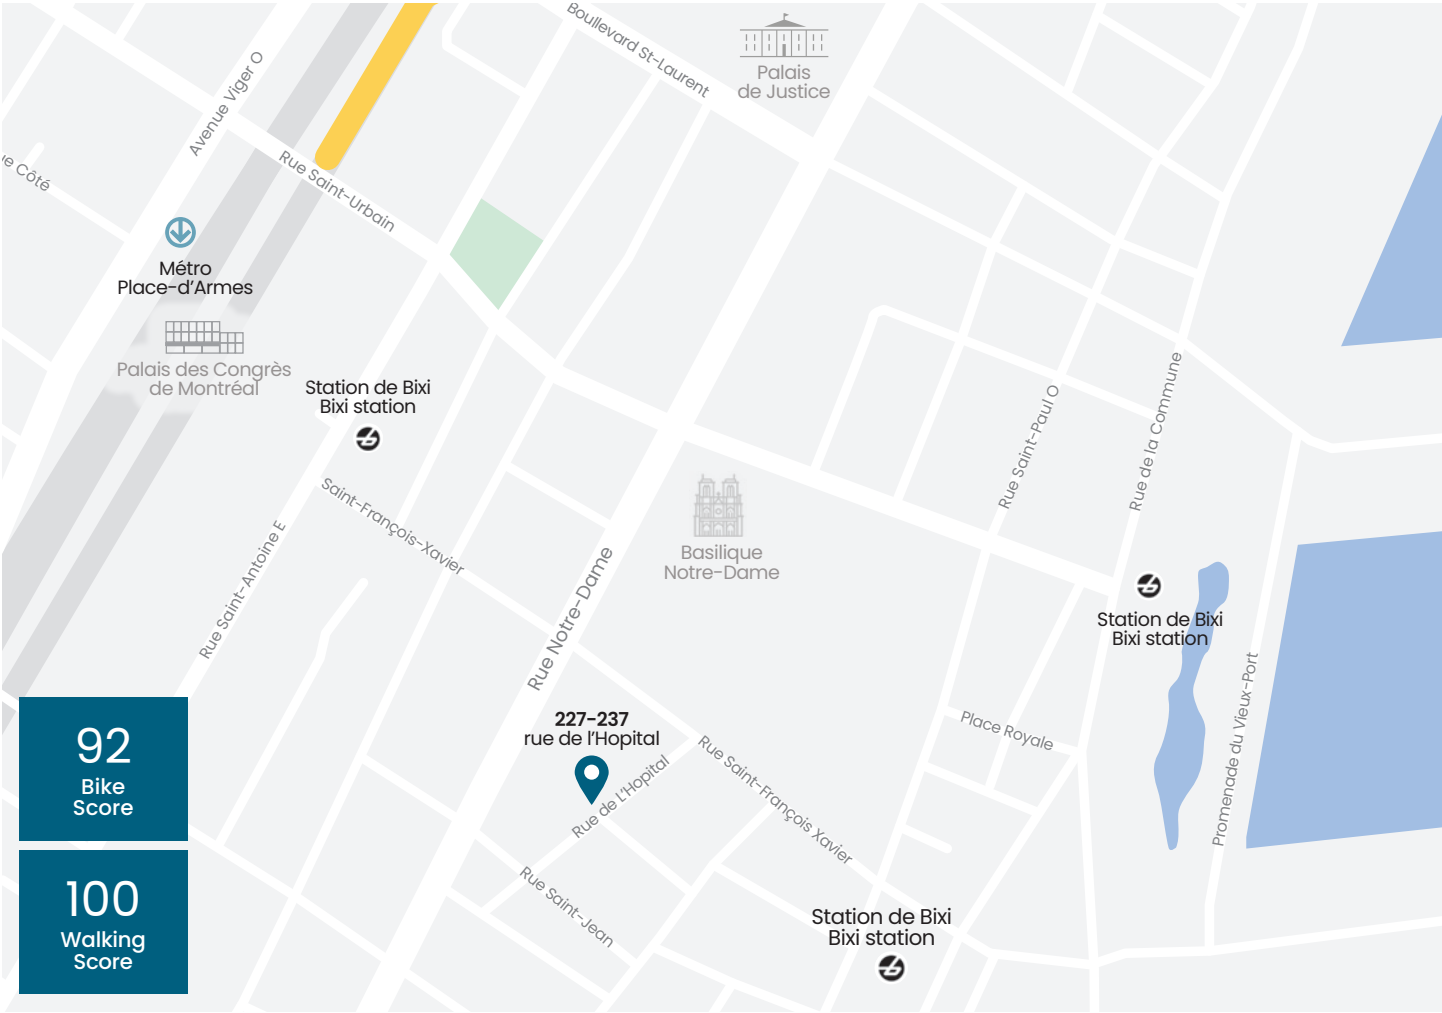 Boullevard St-Laurent
Palais
de Justice
Avenue Viger O
Rue Saint-Urbain
ue Côté
Métro
Place-d’Armes
Palais des Congrès
de Montréal
Station de Bixi
Bixi station
Saint-François-Xavier
Rue Saint-Antoine E
Rue Notre-Dame
Basilique
Notre-Dame
Rue Saint-Paul O
Rue de la Commune
Station de Bixi
Bixi station
Promenade du Vieux-Port
Place Royale
227-237
rue de l’Hopital
Rue de L’Hopital
Rue Saint-François Xavier
Rue Saint-Jean
Station de Bixi
Bixi station
92
Bike
Score
100
Walking
Score